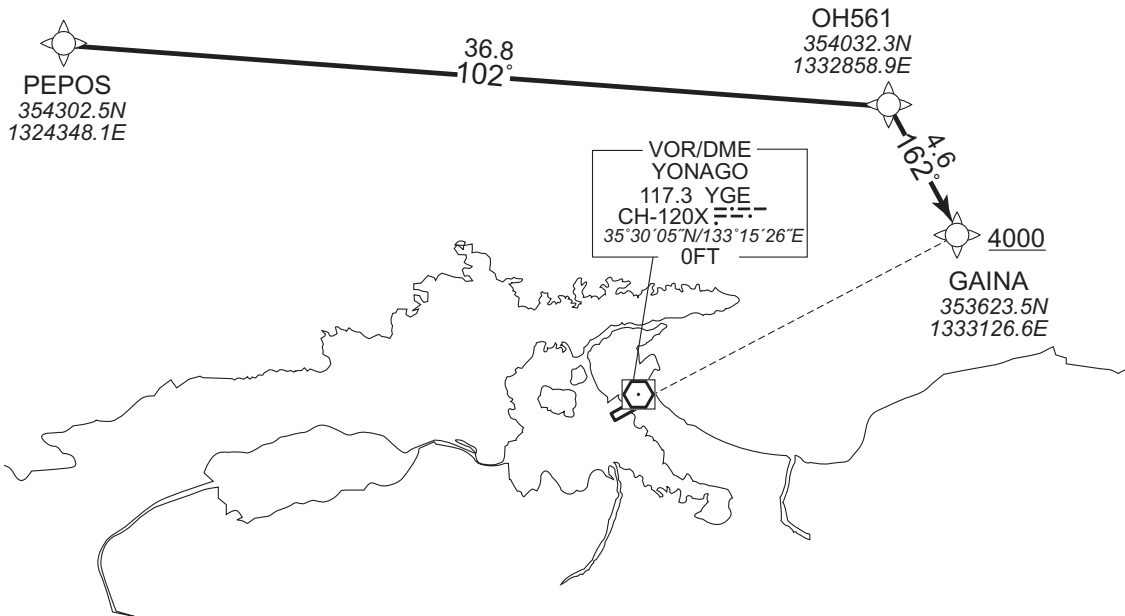 PEPOS
354302.5N
1324348.1E
36.8
102°
OH561
354032.3N
1332858.9E
4.6
162°
4000
GAINA
353623.5N
1333126.6E
VOR/DME
YONAGO
117.3 YGE
CH-120X
35°30´05˝N/133°15´26˝E
0FT